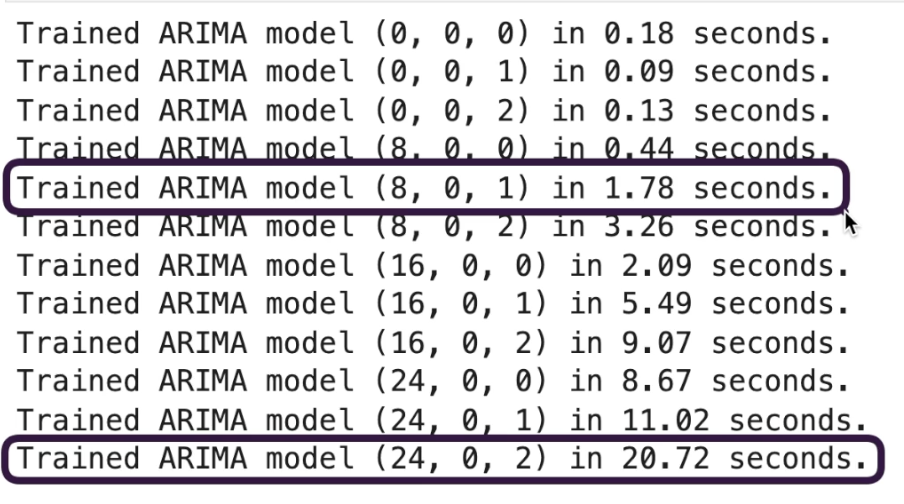 Trained ARIMA model (0, 0, 0) in 0.18 seconds.
Trained ARIMA model (0, 0, 1) in 0.09 seconds.
Trained ARIMA model (0, 0, 2) in 0.13 seconds.
Trained ARIMA model (8, 0, 0) in 0.44 seconds.
Trained ARIMA model (8, 0, 1) in 1.78 seconds.
Trained ARIMA model (8, 0, 2) in 3.26 seconds.
Trained ARIMA model (16, 0, 0) in 2.09 seconds.
Trained ARIMA model (16, 0, 1) in 5.49 seconds.
Trained ARIMA model (16, 0, 2) in 9.07 seconds.
Trained ARIMA model (24, 0, 0) in 8.67 seconds.
Trained ARIMA model (24, 0, 1) in 11.02 seconds.
Trained ARIMA model (24, 0, 2) in 20.72 seconds.